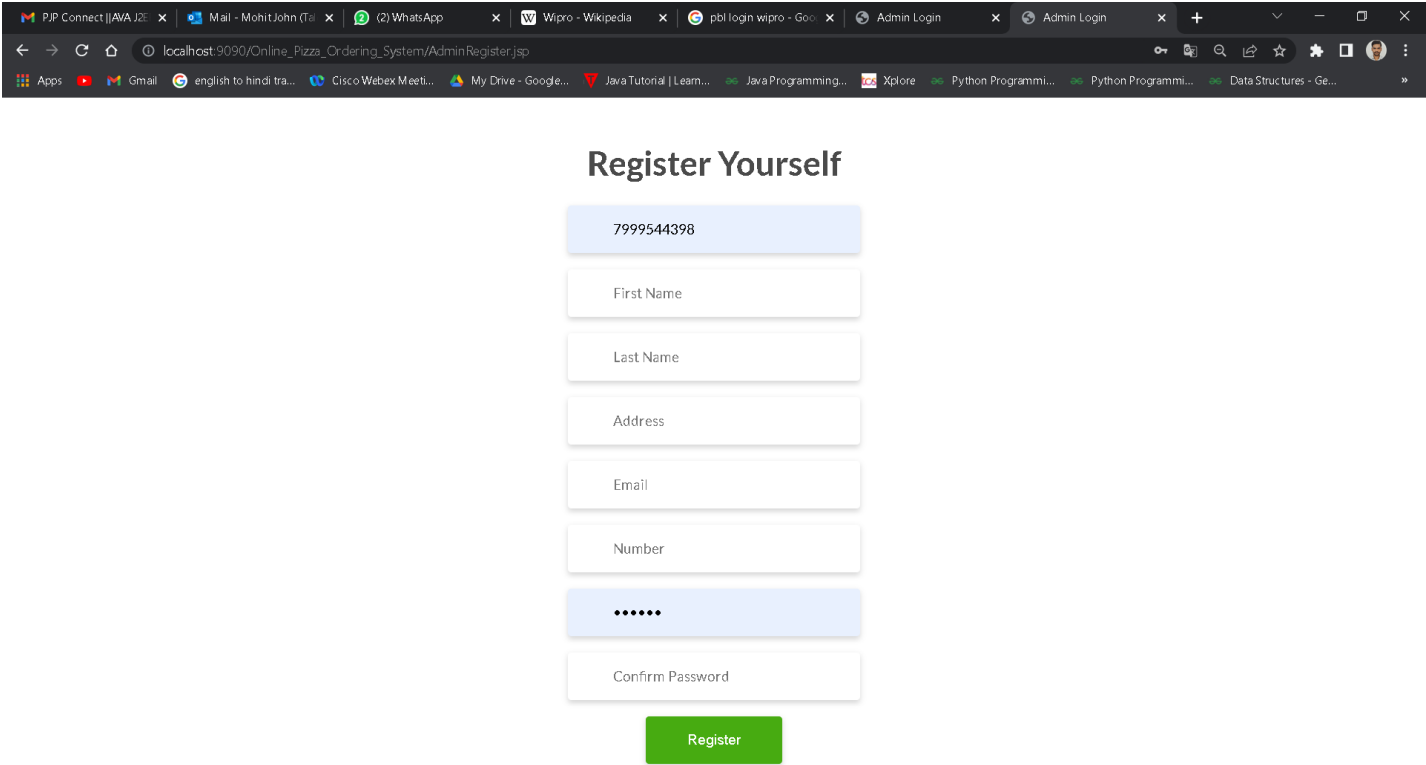 PJP Connect ||AVA J2E
Mail - Mohit John (Tal
(2) WhatsApp
Wipro - Wikipedia
pbl login wipro - Goo
Admin Login
Admin Login
localhost:9090/Online_Pizza_Ordering_System/AdminRegister.jsp
Apps
Gmail
english to hindi tra...
Cisco Webex Meeti...
My Drive - Google...
Java Tutorial | Learn...
Java Programming...
Xplore
Python Programmi...
Python Programmi...
Data Structures - Ge...
»
Register Yourself
7999544398
First Name
Last Name
Address
Email
Number
••••••
Confirm Password
Register